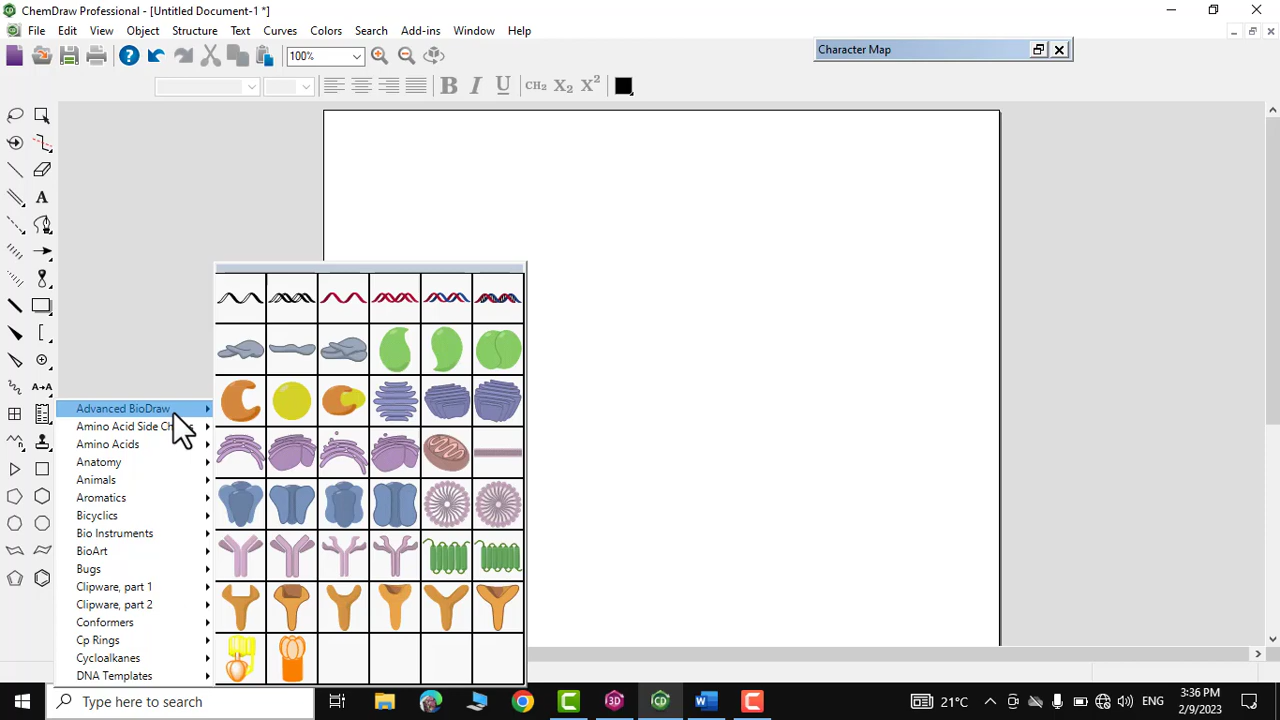 ChemDraw Professional - [Untitled Document-1 *]
File Edit View Object Structure Text Curves Colors Search Add-ins Window Help
100%
Character Map
B I U CH2 X2 X2
A
A
Advanced BioDraw
Amino Acid Side Ch
Amino Acids
Anatomy
Animals
Aromatics
Bicyclics
Bio Instruments
BioArt
Bugs
Clipware, part 1
Clipware, part 2
Conformers
Cp Rings
Cycloalkanes
DNA Templates
Type here to search
3D
21°C
ENG
3:36 PM
2/9/2023